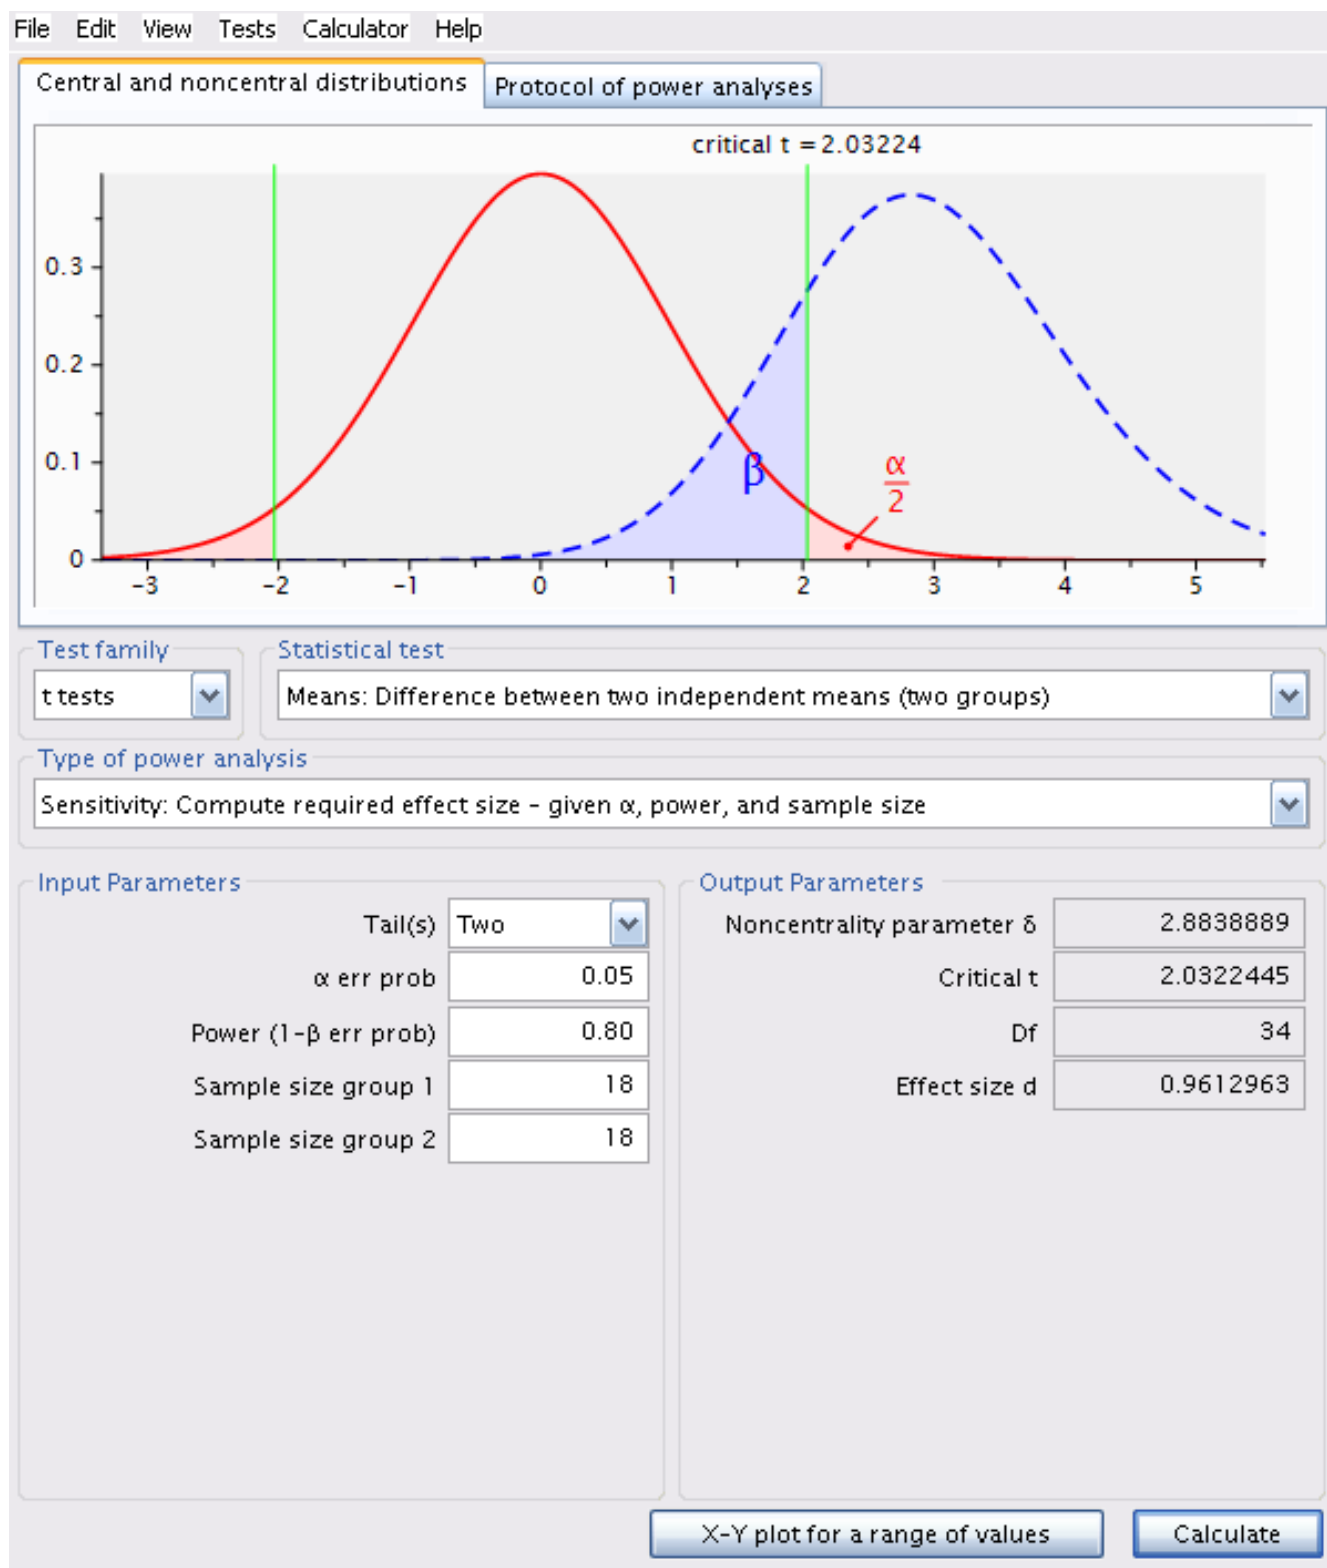 File Edit View Tests Calculator Help
Central and noncentral distributions Protocol of power analyses
critical t = 2.03224
0.3
0.2
0.1
0
β
α
2
-3 -2 -1 0 1 2 3 4 5
Test family
t tests
Statistical test
Means: Difference between two independent means (two groups)
Type of power analysis
Sensitivity: Compute required effect size - given α, power, and sample size
Input Parameters
Tail(s) Two
α err prob 0.05
Power (1-β err prob) 0.80
Sample size group 1 18
Sample size group 2 18
Output Parameters
Noncentrality parameter δ 2.8838889
Critical t 2.0322445
Df 34
Effect size d 0.9612963
X-Y plot for a range of values Calculate